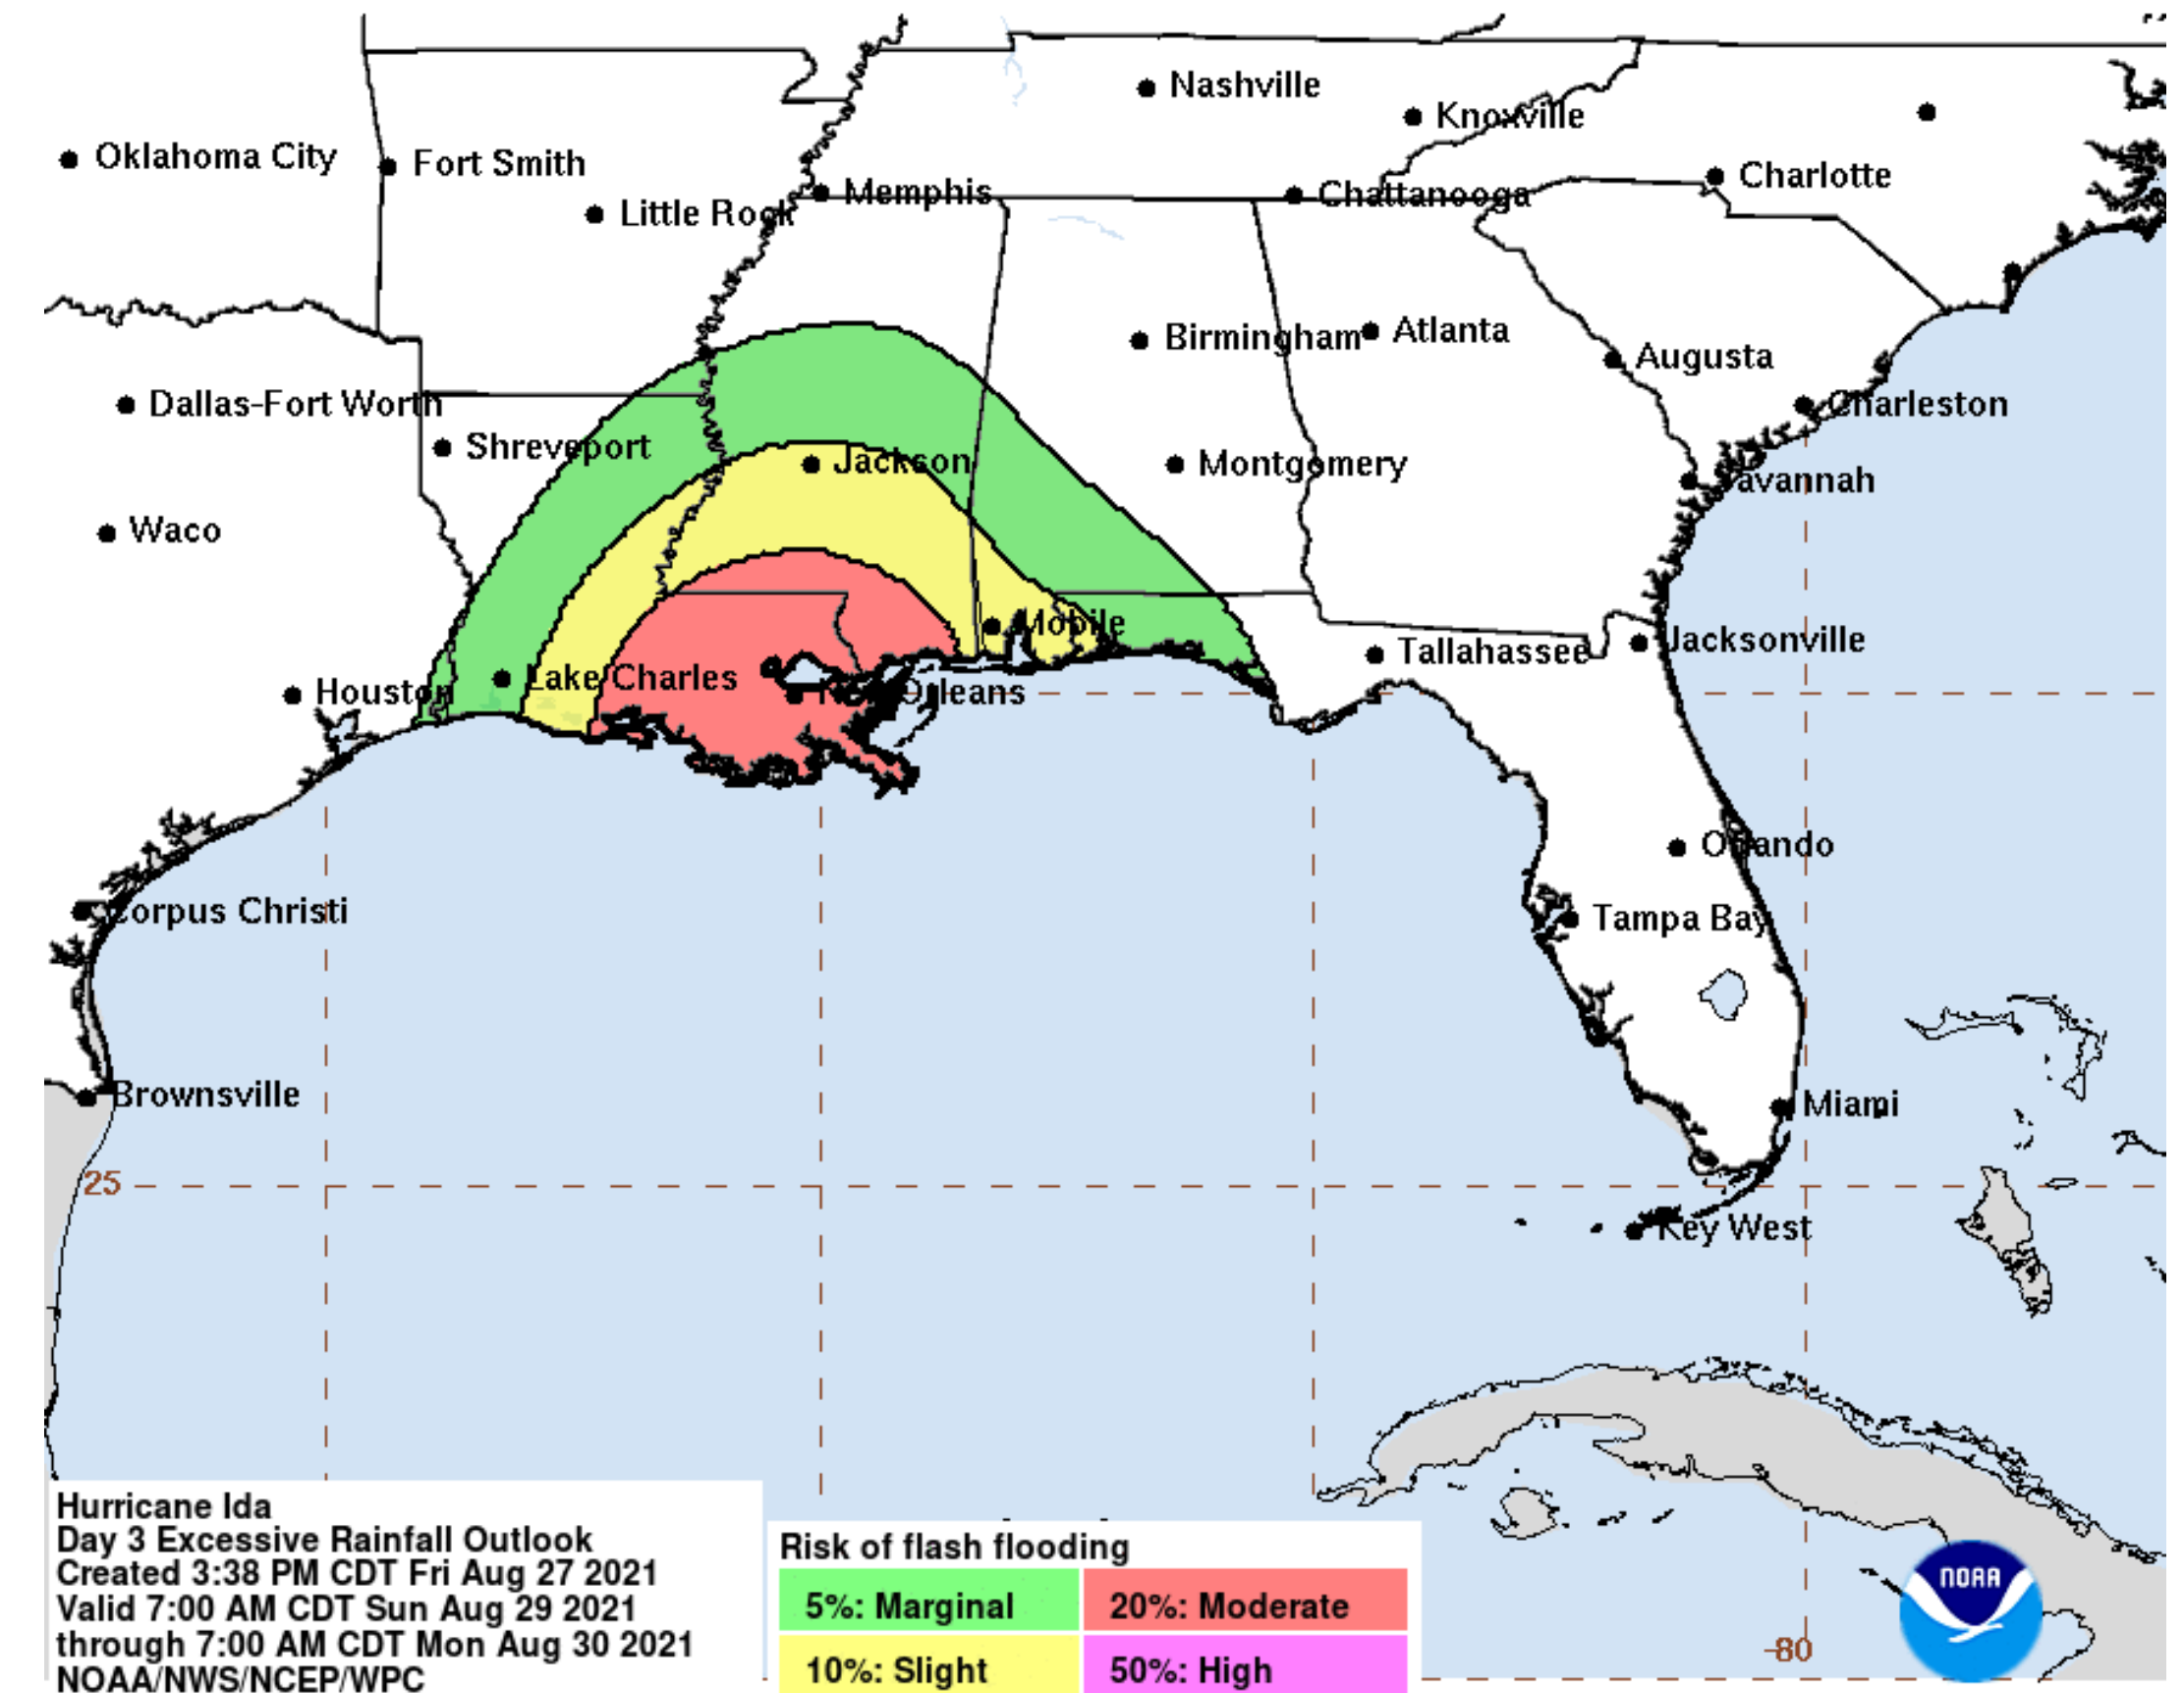 Nashville
Knoxville
Oklahoma City
Fort Smith
Charlotte
Memphis
Chattanooga
Little Rock
Birmingham
Atlanta
Augusta
Dallas-Fort Worth
Charleston
Shreveport
Jackson
Montgomery
Savannah
Waco
Mobile
Tallahassee
Jacksonville
Lake Charles
Houston
New Orleans
Orlando
Corpus Christi
Tampa Bay
Brownsville
Miami
25
Key West
Hurricane Ida
Day 3 Excessive Rainfall Outlook
Created 3:38 PM CDT Fri Aug 27 2021
Valid 7:00 AM CDT Sun Aug 29 2021
through 7:00 AM CDT Mon Aug 30 2021
NOAA/NWS/NCEP/WPC
Risk of flash flooding
5%: Marginal
20%: Moderate
10%: Slight
50%: High
NOAA
-80